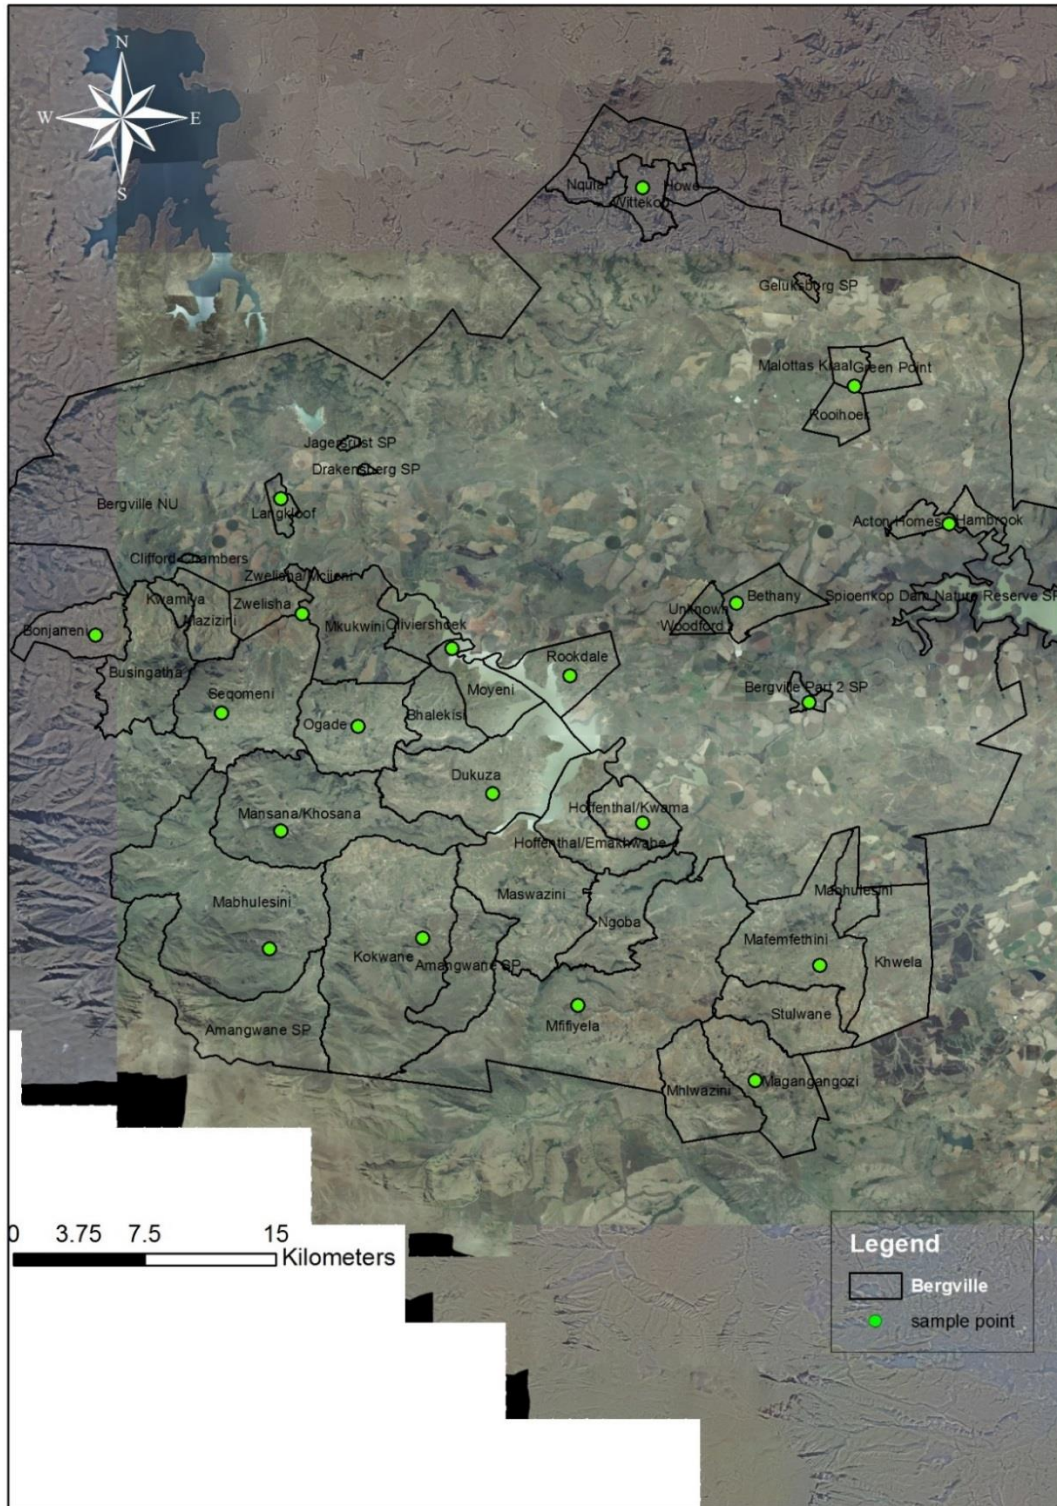 N
W E
S
Nquta
Howe
Wittekop
Geluksburg SP
Malottas Kraal
Green Point
Rooihoek
Jagersrust SP
Drakensberg SP
Bergville NU
Langkloof
Acton Homes
Hambrook
Clifford Chambers
Zwelisha/Mcijeni
Kwamiya
Zwelisha
Bethany
Spioenkop Dam Nature Reserve SP
Mazizini
Mkukwini
Oliviershoek
Unknown
Woodford
Bonjaneni
Rookdale
Busingatha
Seqomeni
Moyeni
Bergville Part 2 SP
Bhalekisi
Ogade
Dukuza
Mansana/Khosana
Hoffenthal/Kwama
Hoffenthal/Emakhwabe
Mabhulesini
Maswazini
Mabhulesini
Ngoba
Mafemfethini
Kokwane
Amangwane SP
Khwela
Stulwane
Amangwane SP
Mfifiyela
Mhlwazini
Magangangozi
0 3.75 7.5 15
Kilometers
Legend
Bergville
sample point